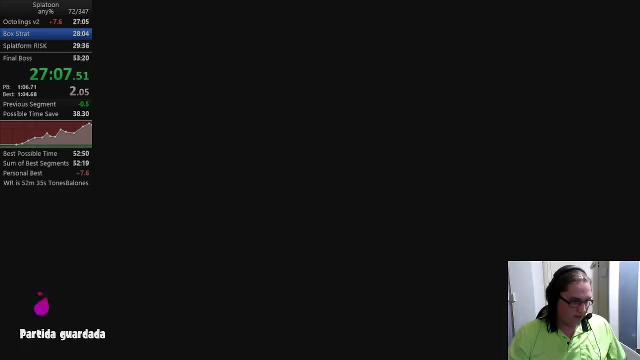 Splatoon
any% 72/347
Octolings v2 +7.6 27:05
Box Strat 28:04
Splatform RISK 29:36
Final Boss 53:20
27:07.51
PB: 1:06.71
Best: 1:04.68
2.05
Previous Segment -0.5
Possible Time Save 38.30
Best Possible Time 52:50
Sum of Best Segments 52:19
Personal Best -7.6
WR is 52m 35s TonesBalones
Partida guardada